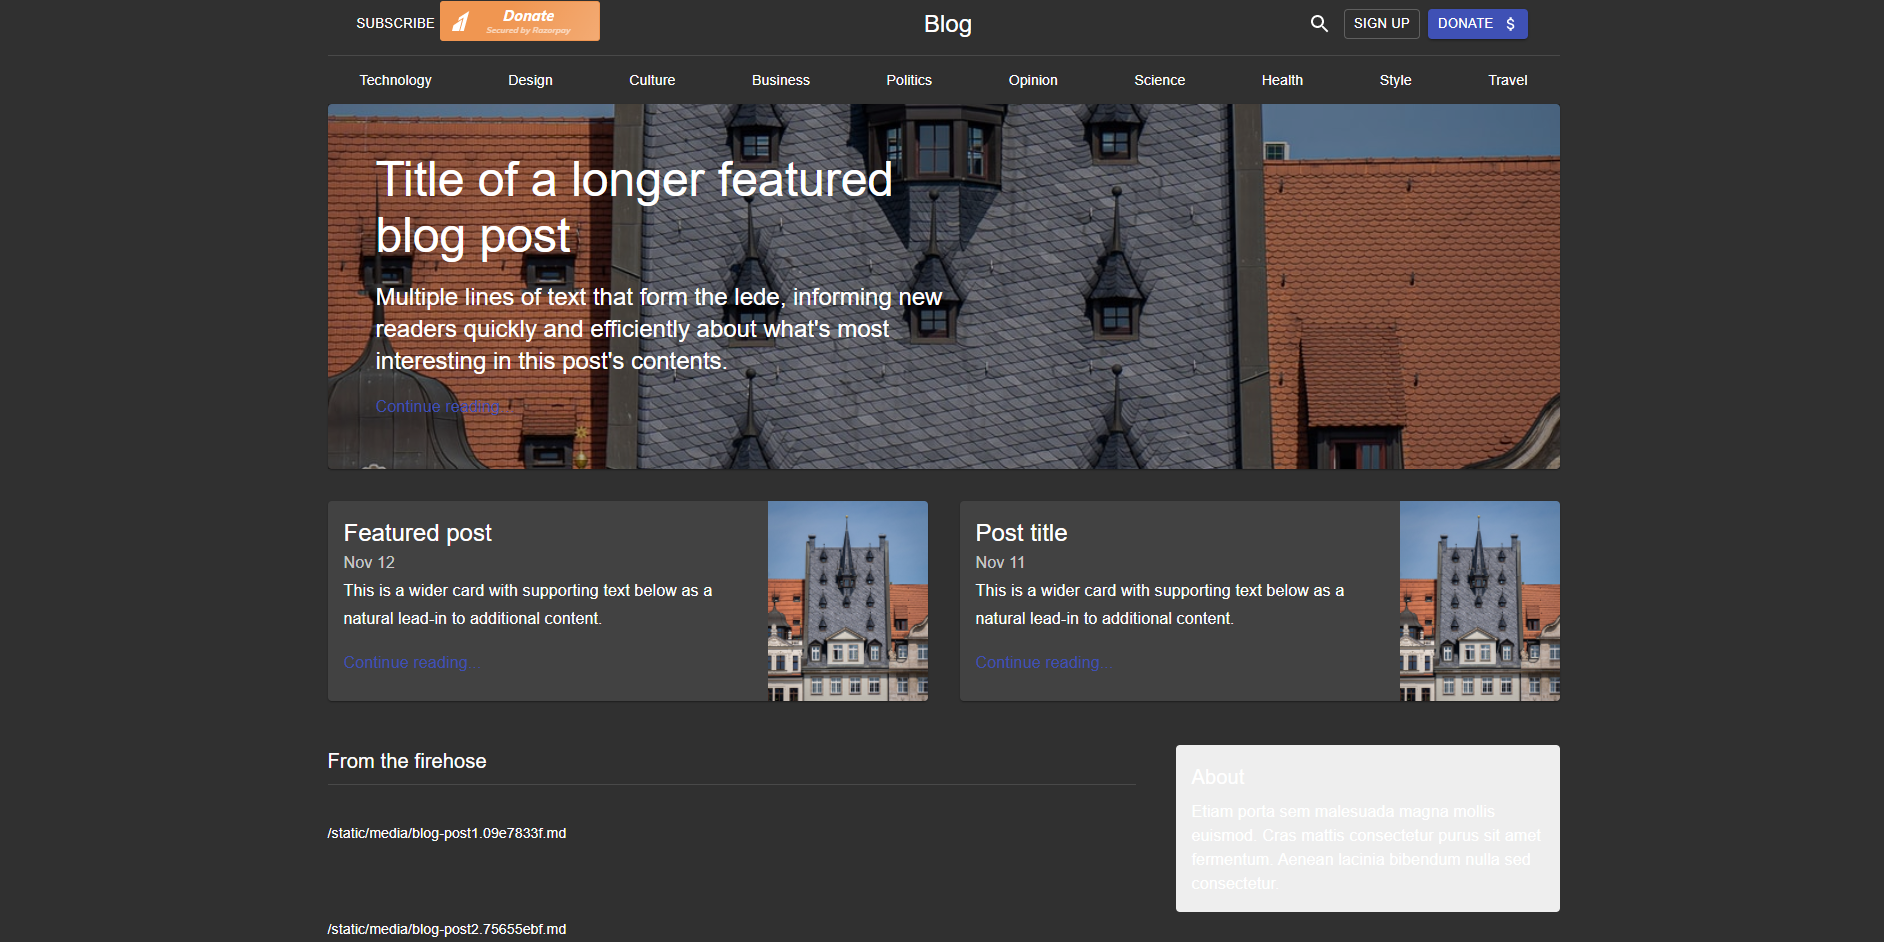 SUBSCRIBE
Donate
Secured by Razorpay
Blog
SIGN UP
DONATE $
Technology Design Culture Business Politics Opinion Science Health Style Travel
Title of a longer featured
blog post
Multiple lines of text that form the lede, informing new
readers quickly and efficiently about what's most
interesting in this post's contents.
Continue reading…
Featured post
Nov 12
This is a wider card with supporting text below as a
natural lead-in to additional content.
Continue reading...
Post title
Nov 11
This is a wider card with supporting text below as a
natural lead-in to additional content.
Continue reading...
From the firehose
/static/media/blog-post1.09e7833f.md
/static/media/blog-post2.75655ebf.md
About
Etiam porta sem malesuada magna mollis
euismod. Cras mattis consectetur purus sit amet
fermentum. Aenean lacinia bibendum nulla sed
consectetur.